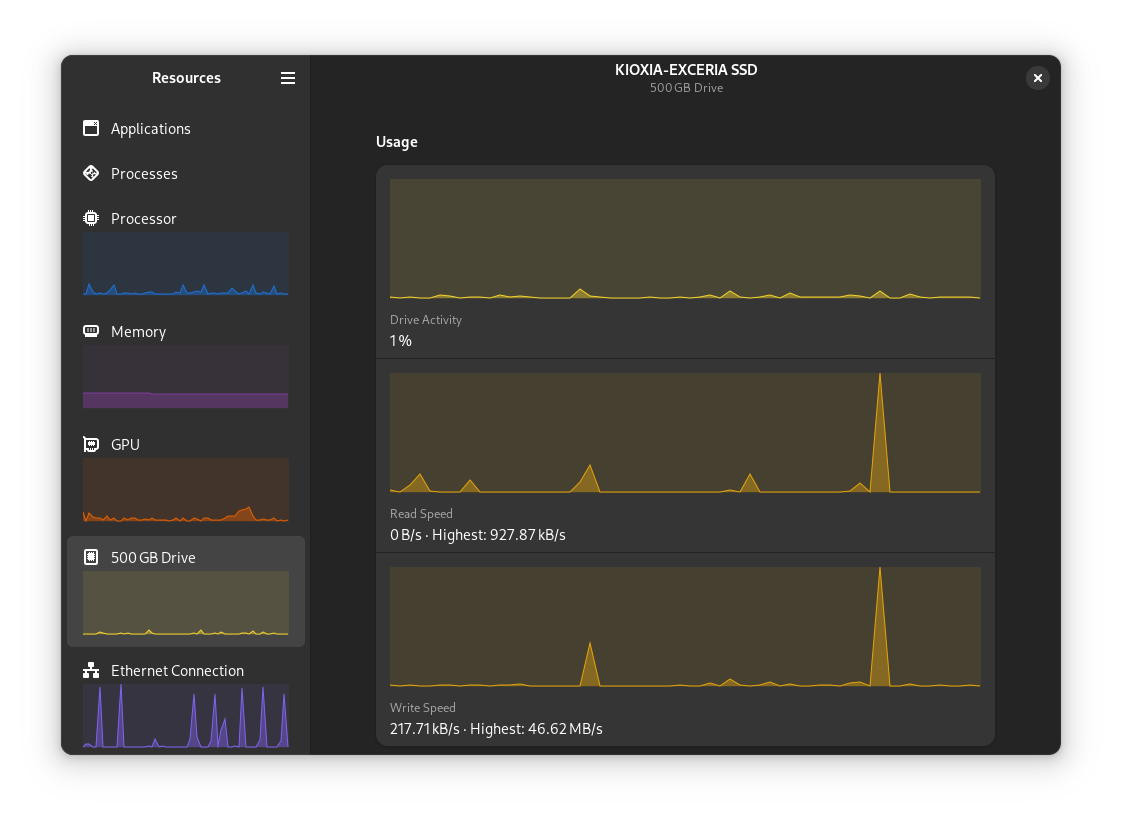 Resources
Applications
Processes
Processor
Memory
GPU
500 GB Drive
Ethernet Connection
KIOXIA-EXCERIA SSD
500 GB Drive
Usage
Drive Activity
1 %
Read Speed
0 B/s · Highest: 927.87 kB/s
Write Speed
217.71 kB/s · Highest: 46.62 MB/s